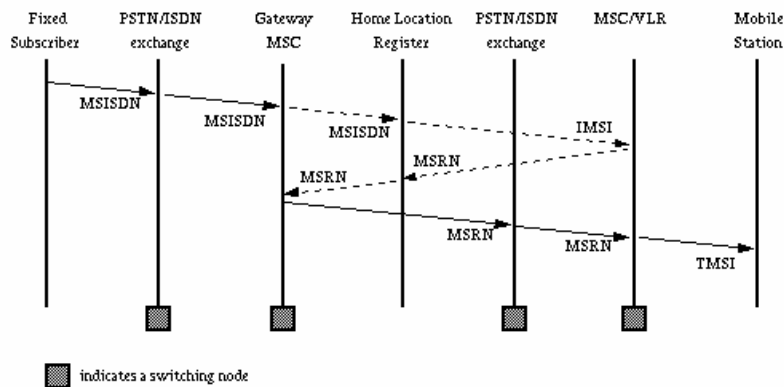 Fixed
Subscriber
PSTN/ISDN
exchange
Gateway
MSC
Home Location
Register
PSTN/ISDN
exchange
MSC/VLR
Mobile
Station
MSISDN
MSISDN
MSISDN
IMSI
MSRN
MSRN
MSRN
MSRN
TMSI
indicates a switching node